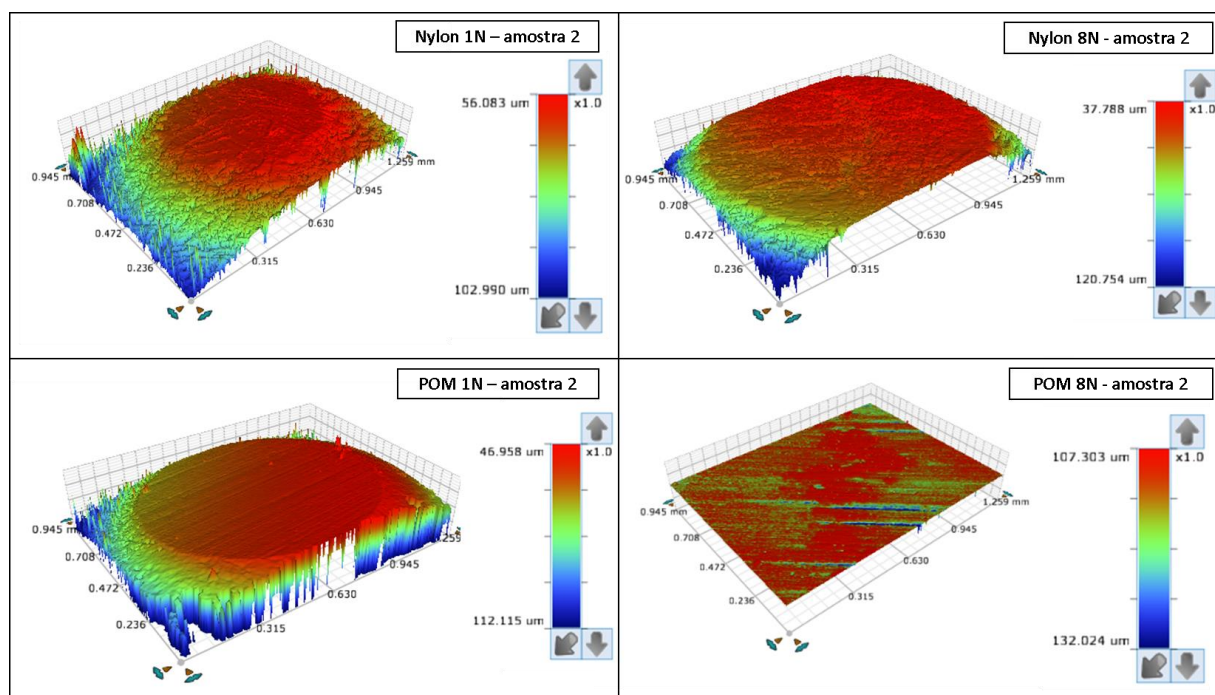 Nylon 1N – amostra 2
56.083 um
x1.0
102.990 um
0.945 mm
0.708
0.472
0.236
0.315
0.630
0.945
1.259 mm
Nylon 8N - amostra 2
37.788 um
x1.0
120.754 um
0.945 mm
0.708
0.472
0.236
0.315
0.630
0.945
1.259 mm
POM 1N – amostra 2
46.958 um
x1.0
112.115 um
0.945 mm
0.708
0.472
0.236
0.315
0.630
0.945
POM 8N - amostra 2
107.303 um
x1.0
132.024 um
0.945 mm
0.708
0.472
0.236
0.315
0.630
0.945
1.259 mm